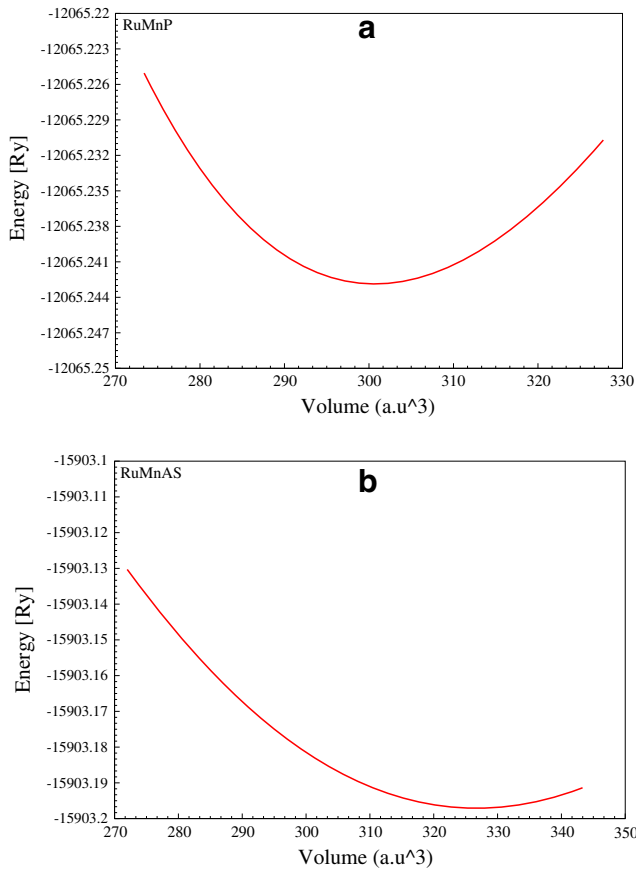 RuMnP
a
-12065.22
-12065.223
-12065.226
-12065.229
-12065.232
-12065.235
-12065.238
-12065.241
-12065.244
-12065.247
-12065.25
Energy [Ry]
270 280 290 300 310 320 330
Volume (a.u^3)
RuMnAS
b
-15903.1
-15903.11
-15903.12
-15903.13
-15903.14
-15903.15
-15903.16
-15903.17
-15903.18
-15903.19
-15903.2
Energy [Ry]
270 280 290 300 310 320 330 340 350
Volume (a.u^3)